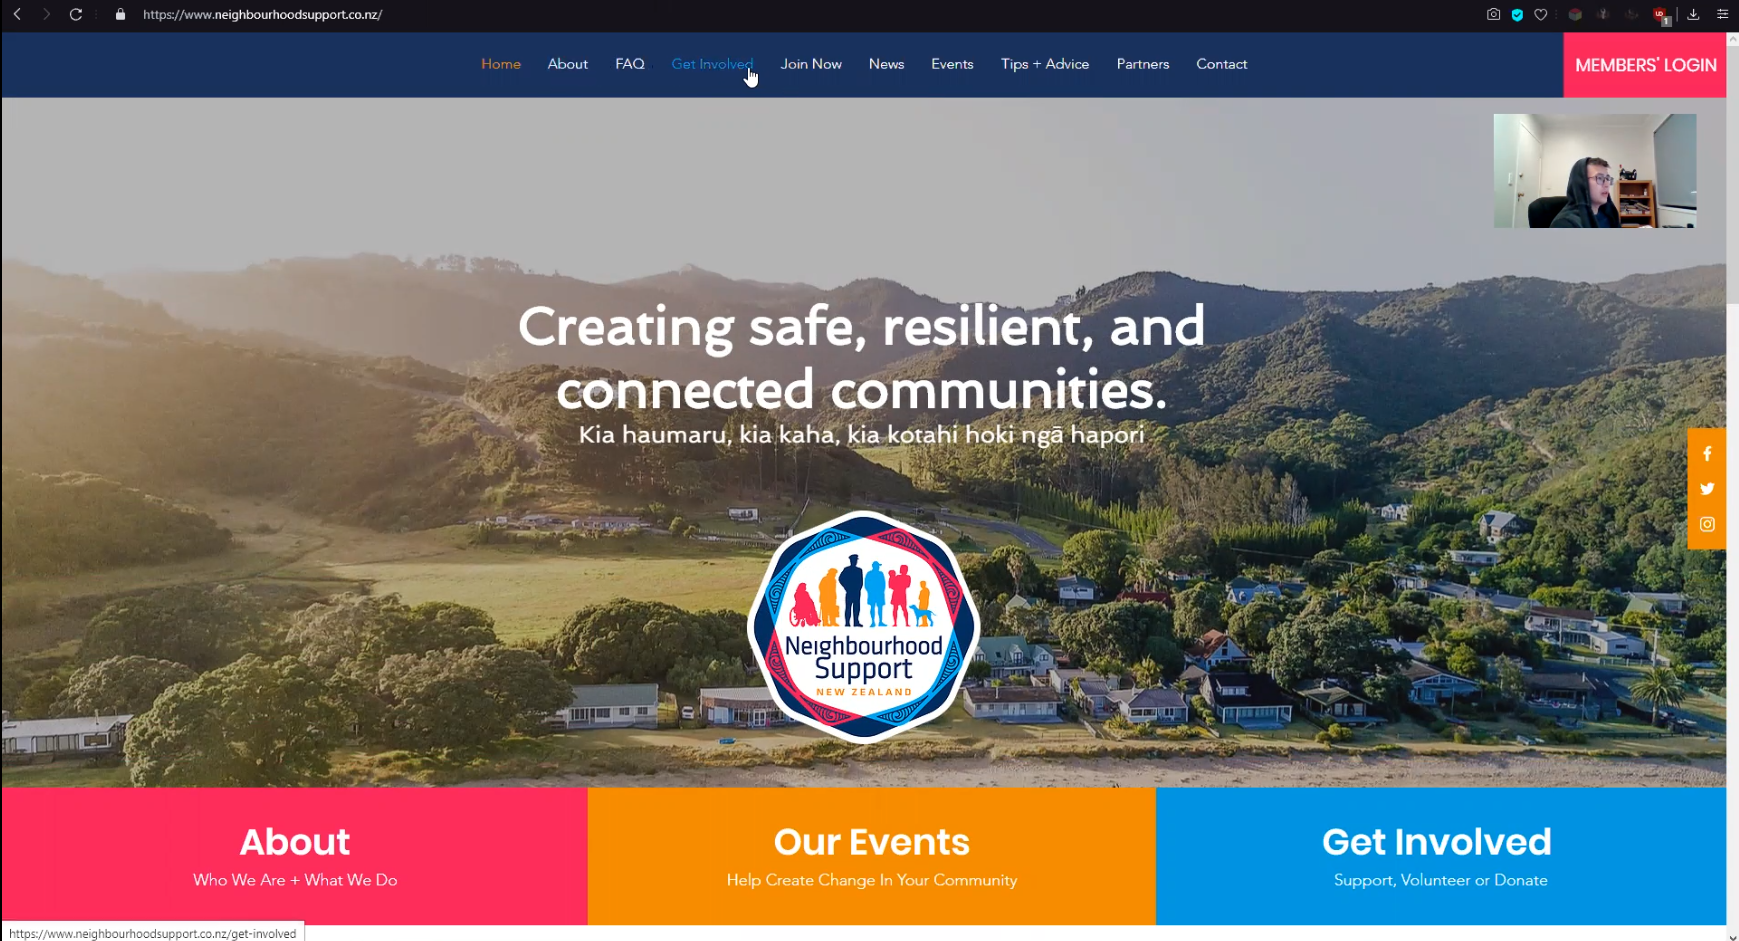 https://www.neighbourhoodsupport.co.nz/
Home About FAQ Get Involved Join Now News Events Tips + Advice Partners Contact
MEMBERS' LOGIN
Creating safe, resilient, and
connected communities.
Kia haumaru, kia kaha, kia kotahi hoki ngā hapori
Neighbourhood
Support
NEW ZEALAND
About
Who We Are + What We Do
Our Events
Help Create Change In Your Community
Get Involved
Support, Volunteer or Donate
https://www.neighbourhoodsupport.co.nz/get-involved